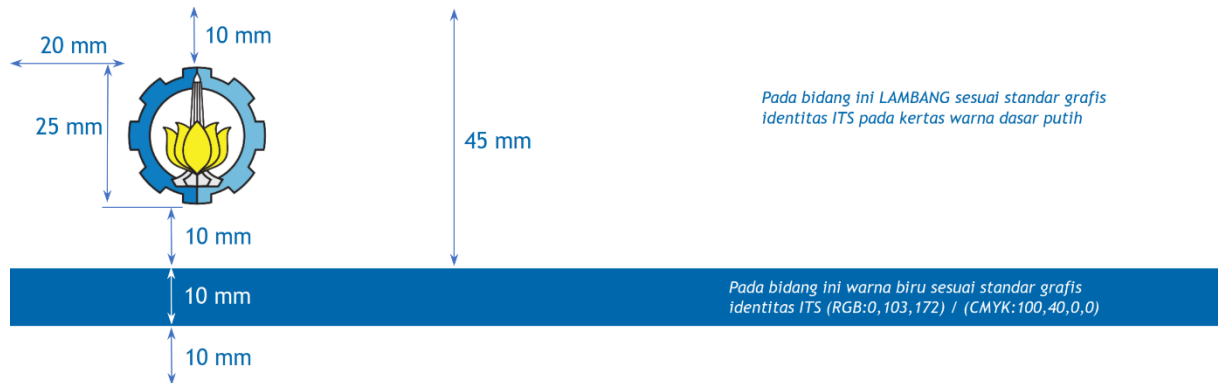 10 mm
20 mm
25 mm
45 mm
Pada bidang ini LAMBANG sesuai standar grafis
identitas ITS pada kertas warna dasar putih
10 mm
10 mm
Pada bidang ini warna biru sesuai standar grafis
identitas ITS (RGB:0,103,172) / (CMYK:100,40,0,0)
10 mm